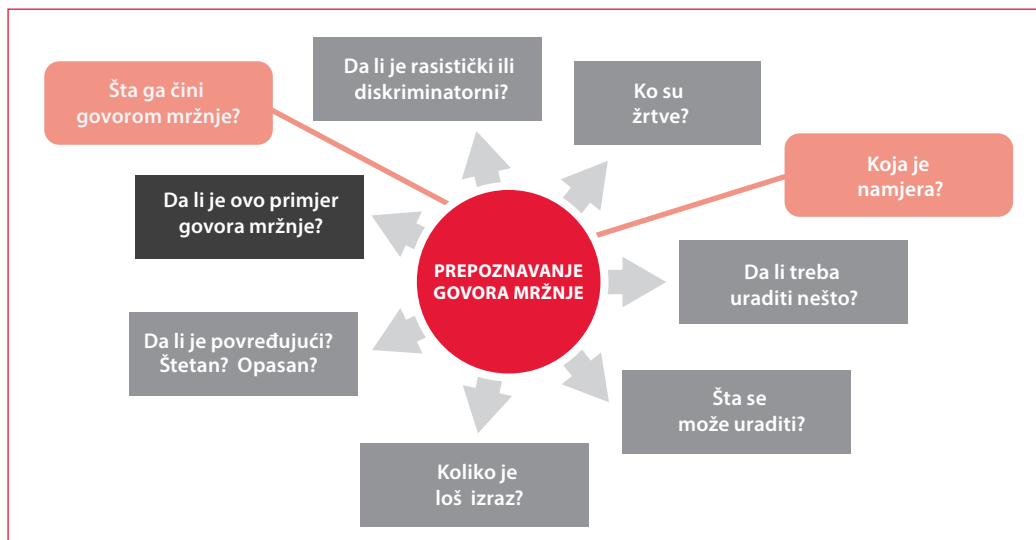 Šta ga čini
govorom mržnje?
Da li je rasistički ili
diskriminatorni?
Ko su
žrtve?
Koja je
namjera?
Da li je ovo primjer
govora mržnje?
PREPOZNAVANJE
GOVORA MRŽNJE
Da li treba
uraditi nešto?
Da li je povređujući?
Štetan? Opasan?
Šta se
može uraditi?
Koliko je
loš izraz?